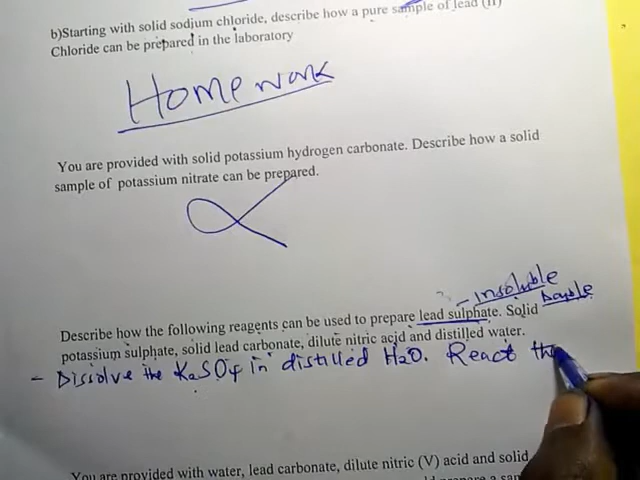 b)Starting with solid sodium chloride, describe how a pure sample of lead (II)
Chloride can be prepared in the laboratory
Homework
You are provided with solid potassium hydrogen carbonate. Describe how a solid
sample of potassium nitrate can be prepared.
- Insoluble
Describe how the following reagents can be used to prepare lead sulphate. Solid
potassium sulphate, solid lead carbonate, dilute nitric acid and distilled water.
- Dissolve the K2SO4 in distilled H2O. React th
You are provided with water, lead carbonate, dilute nitric (V) acid and solid